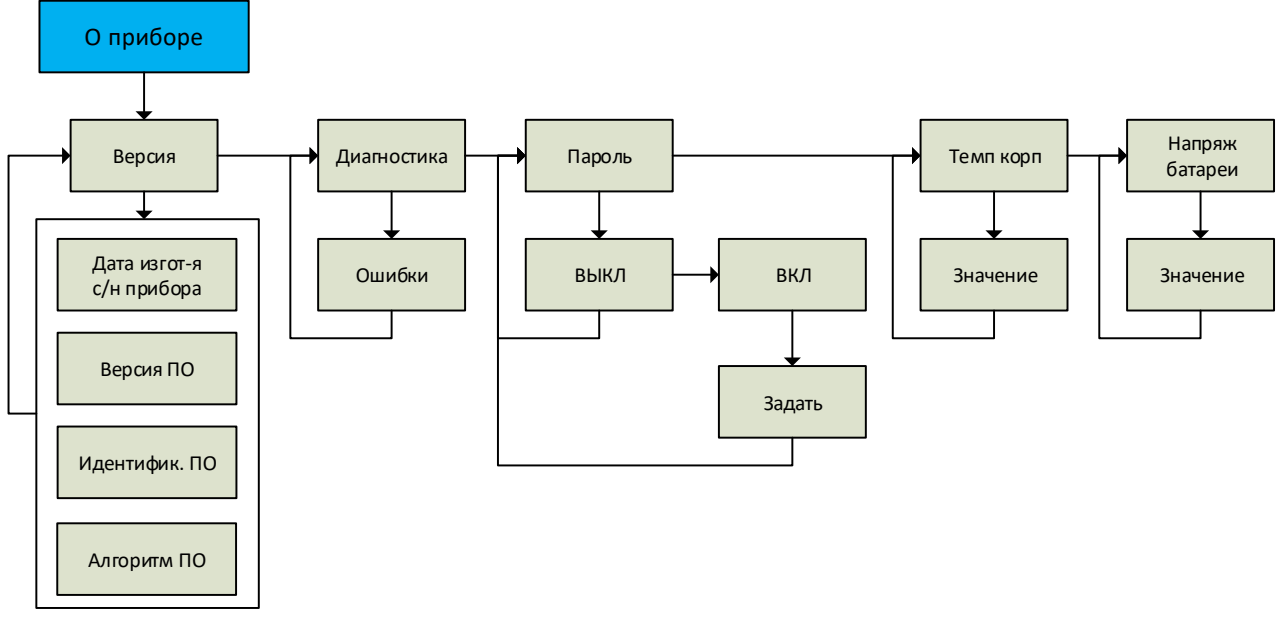 О приборе
Версия
Диагностика
Пароль
Темп корп
Напряж
батареи
Дата изгот-я
с/н прибора
Ошибки
ВЫКЛ
ВКЛ
Значение
Значение
Версия ПО
Задать
Идентифик. ПО
Алгоритм ПО